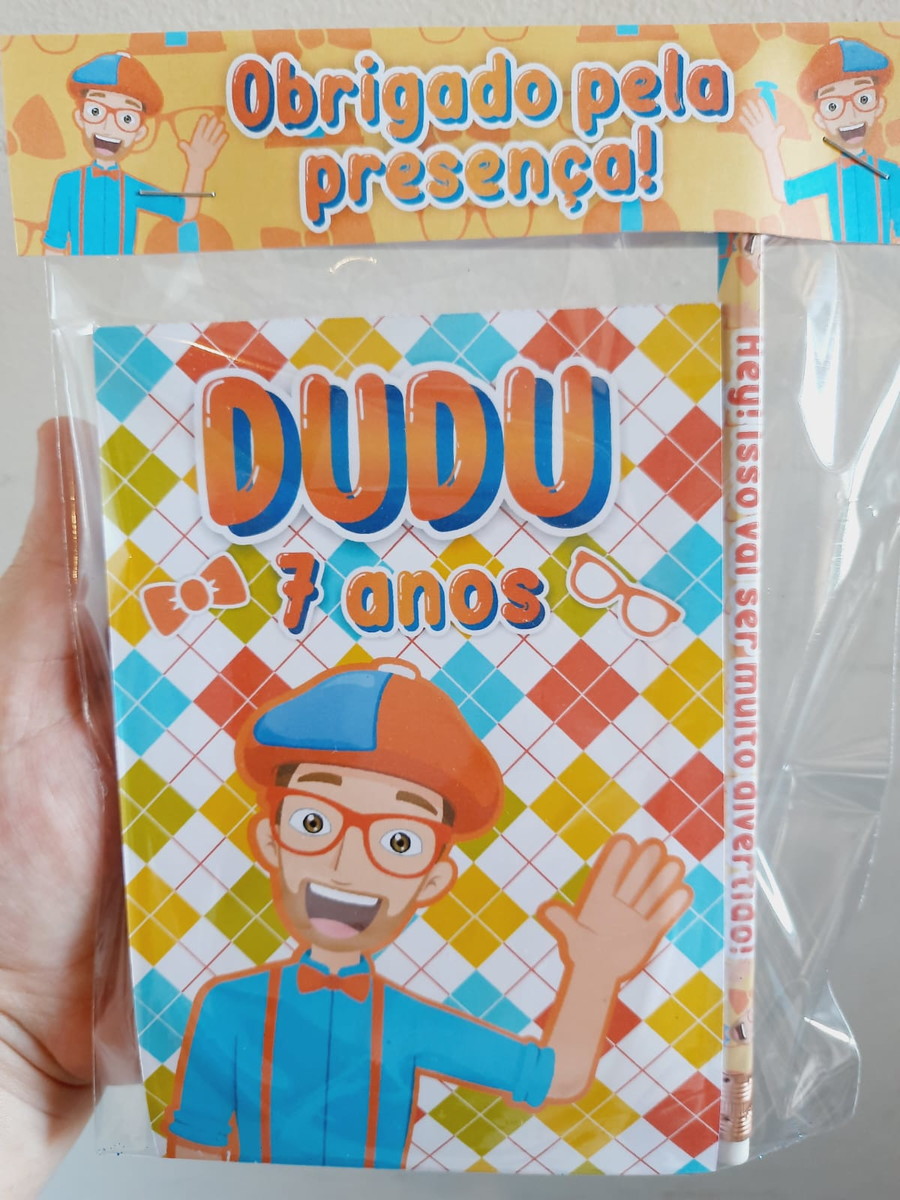 Obrigado pela
presença!
DUDU
7 anos
Hey! Isso vai ser muito divertido!